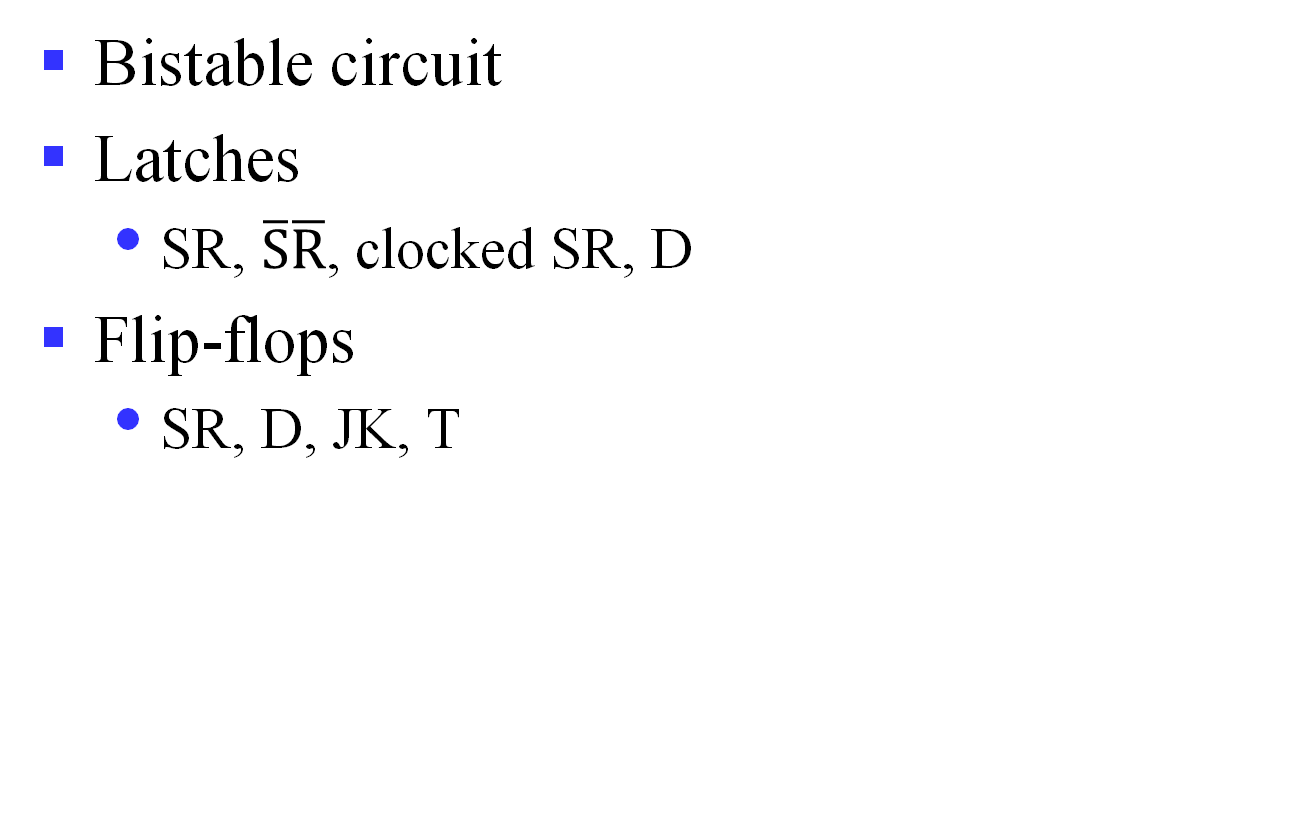 Bistable circuit
Latches
SR, S̅R̅, clocked SR, D
Flip-flops
SR, D, JK, T